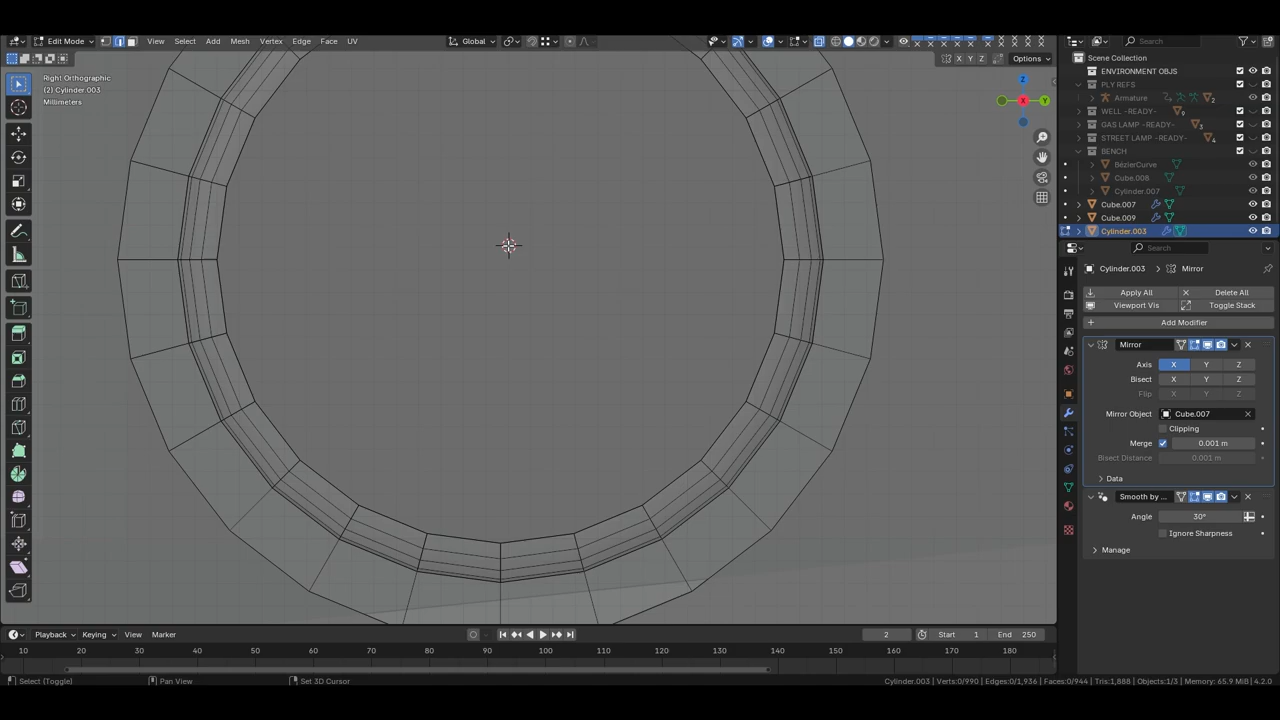 Edit Mode View Select Add Mesh Vertex Edge Face UV Global Search
X Y Z Options
Right Orthographic
(2) Cylinder.003
Millimeters
Z
X Y
Scene Collection
ENVIRONMENT OBJS
PLY REFS
Armature 2
WELL -READY- 9
GAS LAMP -READY- 3
STREET LAMP -READY- 4
BENCH
BézierCurve
Cube.008
Cylinder.007
Cube.007
Cube.009
Cylinder.003
Search
Cylinder.003 > Mirror
Apply All Delete All
Viewport Vis Toggle Stack
Add Modifier
Mirror
Axis X Y Z
Bisect X Y Z
Flip X Y Z
Mirror Object Cube.007
Clipping
Merge 0.001 m
Bisect Distance 0.001 m
Data
Smooth by ...
Angle 30°
Ignore Sharpness
Manage
Playback Keying View Marker 2 Start 1 End 250
10 20 30 40 50 60 70 80 90 100 110 120 130 140 150 160 170 180
Select (Toggle) Pan View Set 3D Cursor Cylinder.003 | Verts:0/990 | Edges:0/1,936 | Faces:0/944 | Tris:1,888 | Objects:1/3 | Memory: 65.9 MiB | 4.2.0